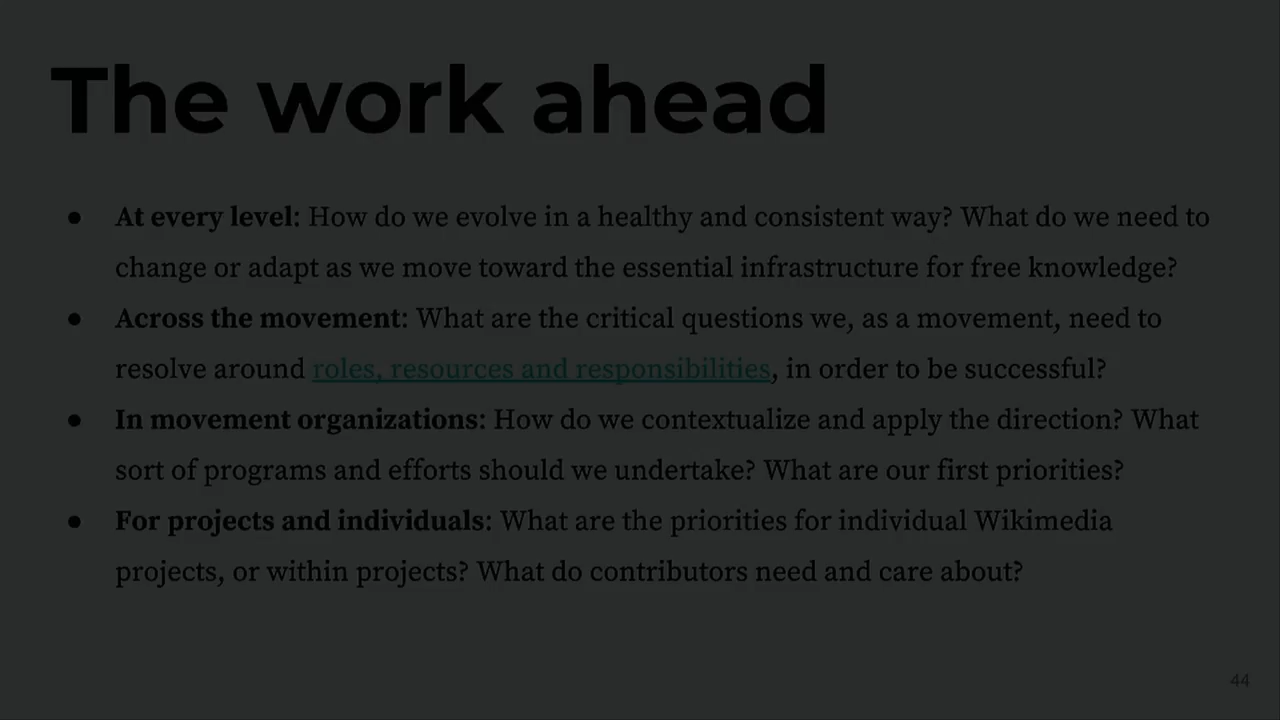 The work ahead
● At every level: How do we evolve in a healthy and consistent way? What do we need to
change or adapt as we move toward the essential infrastructure for free knowledge?
● Across the movement: What are the critical questions we, as a movement, need to
resolve around roles, resources and responsibilities, in order to be successful?
● In movement organizations: How do we contextualize and apply the direction? What
sort of programs and efforts should we undertake? What are our first priorities?
● For projects and individuals: What are the priorities for individual Wikimedia
projects, or within projects? What do contributors need and care about?
44